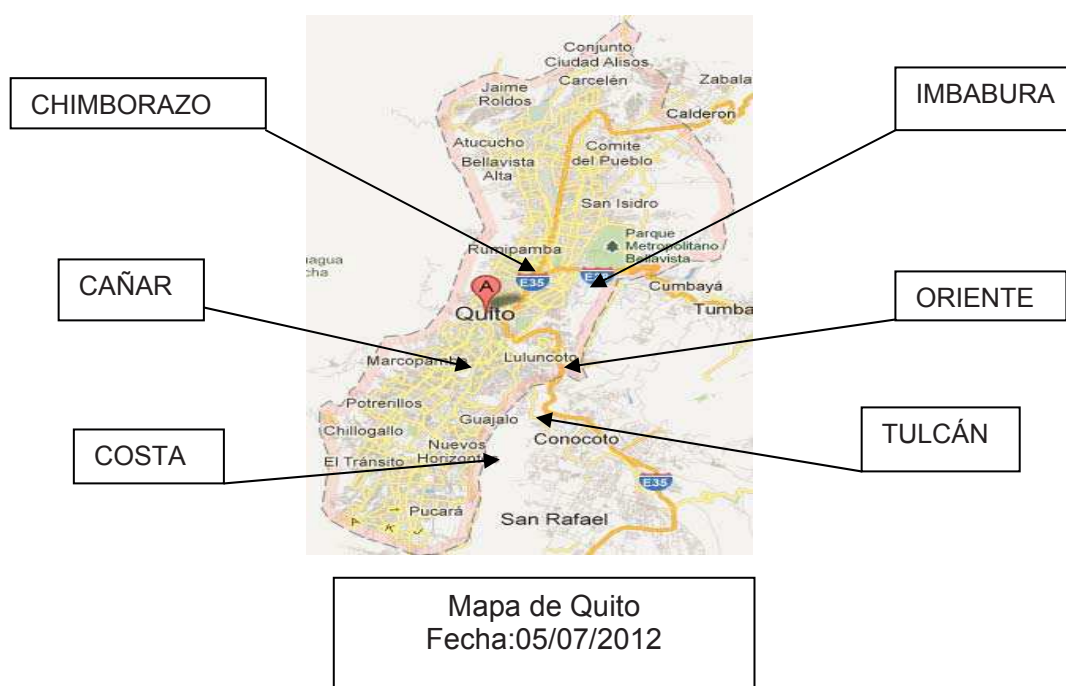 CHIMBORAZO
IMBABURA
CAÑAR
ORIENTE
COSTA
TULCÁN
Conjunto
Ciudad Alisos
Carcelén
Zabala
Jaime
Roldos
Calderon
Atucucho
Comite
del Pueblo
Bellavista
Alta
San Isidro
Parque
Metropolitano
Bellavista
Rumipamba
E35
Cumbayá
A
Quito
Tumba
Marcopamba
Luluncoto
Potrerillos
Guajalo
Chillogallo
Conocoto
Nuevos
Horizontes
El Tránsito
E35
Pucará
San Rafael
Mapa de Quito
Fecha:05/07/2012